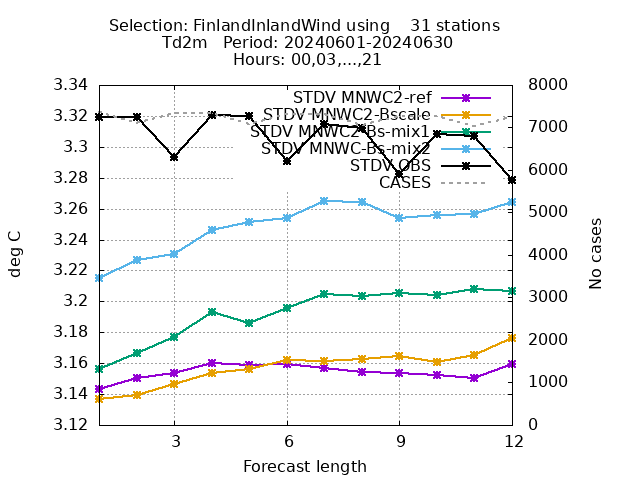 Selection: FinlandInlandWind using    31 stations
Td2m   Period: 20240601-20240630
Hours: 00,03,...,21
3.34
3.32
3.3
3.28
3.26
3.24
3.22
3.2
3.18
3.16
3.14
3.12
deg C
STDV MNWC2-ref
STDV MNWC2-Bscale
STDV MNWC2-Bs-mix1
STDV MNWC-Bs-mix2
STDV OBS
CASES
8000
7000
6000
5000
4000
3000
2000
1000
0
No cases
3 6 9 12
Forecast length